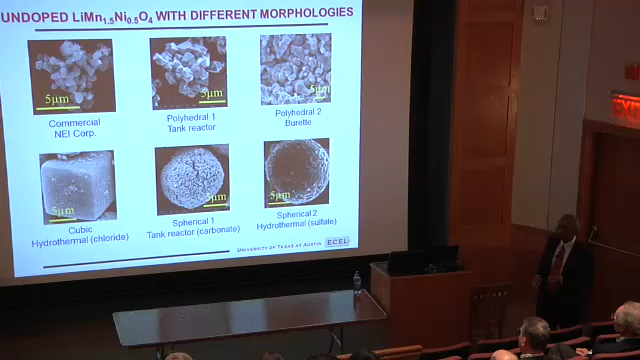 UNDOPED LiMn1.5Ni0.5O4 WITH DIFFERENT MORPHOLOGIES
5µm
5µm
5µm
Commercial
NEI Corp.
Polyhedral 1
Tank reactor
Polyhedral 2
Burette
5µm
5µm
5µm
Cubic
Hydrothermal (chloride)
Spherical 1
Tank reactor (carbonate)
Spherical 2
Hydrothermal (sulfate)
UNIVERSITY OF TEXAS AT AUSTIN ECEL
EXIT